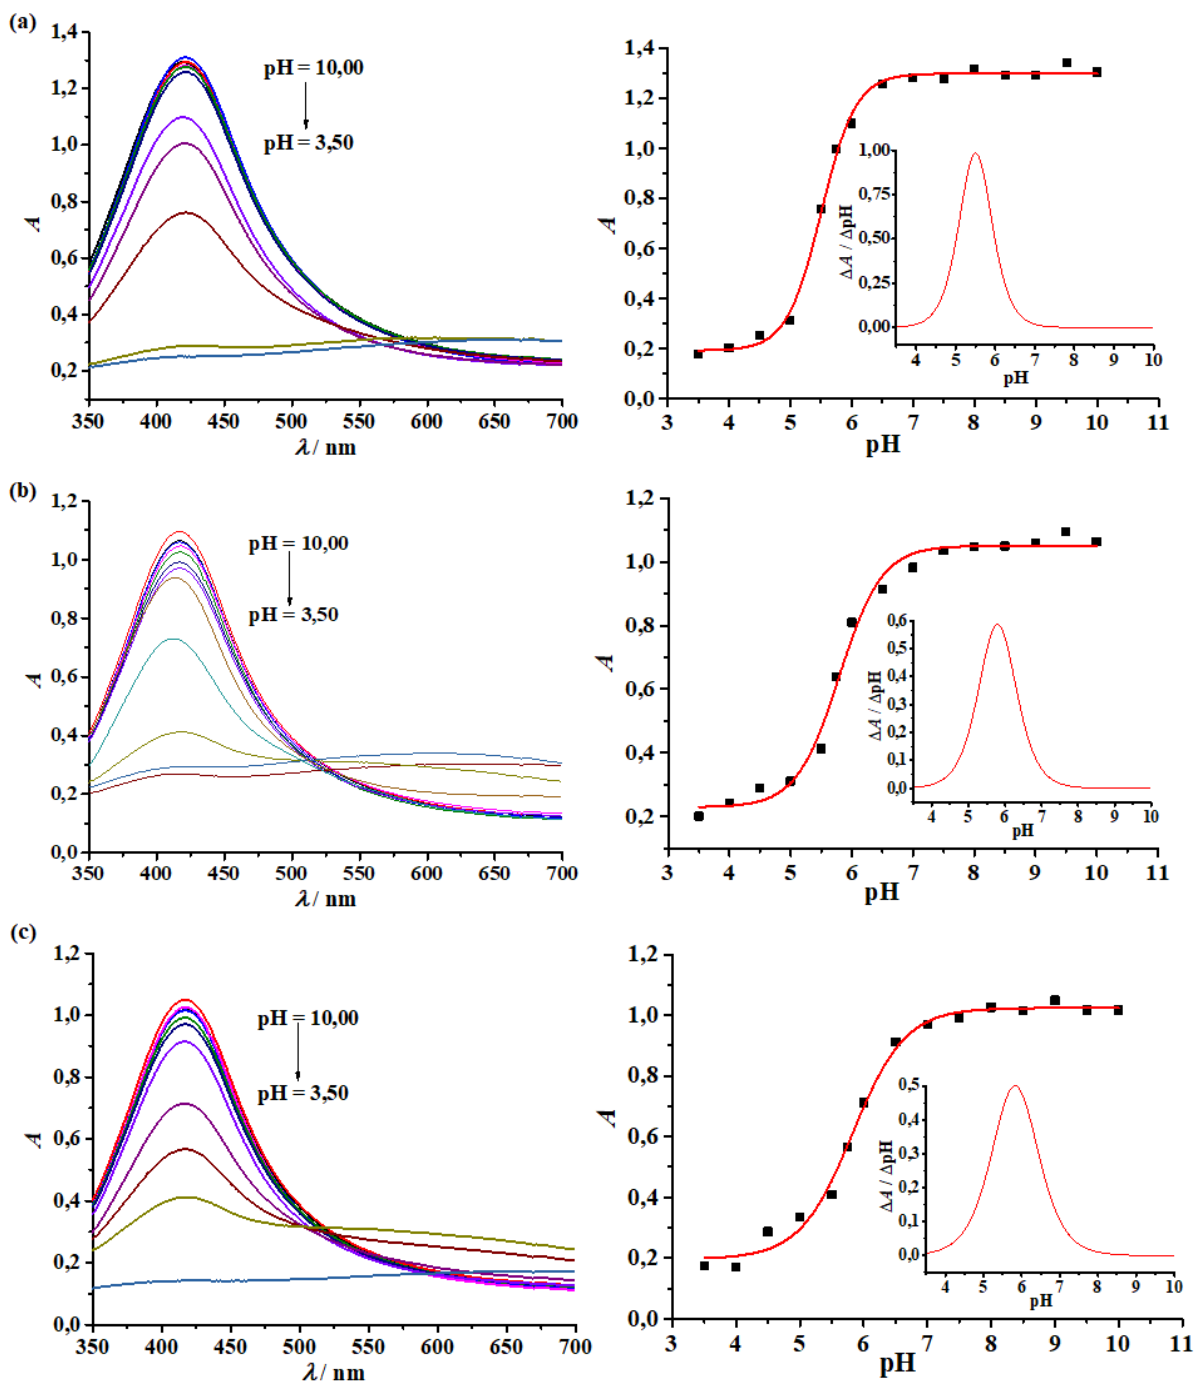 (a)
1,4
1,2
1,0
0,8
0,6
0,4
0,2
A
pH = 10,00
pH = 3,50
350 400 450 500 550 600 650 700
λ / nm
1,4
1,2
1,0
0,8
0,6
0,4
0,2
0,0
A
3 4 5 6 7 8 9 10 11
pH
1,00
0,75
0,50
0,25
0,00
ΔA / ΔpH
4 5 6 7 8 9 10
pH
(b)
1,2
1,0
0,8
0,6
0,4
0,2
0,0
A
pH = 10,00
pH = 3,50
350 400 450 500 550 600 650 700
λ / nm
1,2
1,0
0,8
0,6
0,4
0,2
A
3 4 5 6 7 8 9 10 11
pH
0,6
0,5
0,4
0,3
0,2
0,1
0,0
ΔA / ΔpH
4 5 6 7 8 9 10
pH
(c)
1,2
1,0
0,8
0,6
0,4
0,2
0,0
A
pH = 10,00
pH = 3,50
350 400 450 500 550 600 650 700
λ / nm
1,2
1,0
0,8
0,6
0,4
0,2
0,0
A
3 4 5 6 7 8 9 10 11
pH
0,5
0,4
0,3
0,2
0,1
0,0
ΔA / ΔpH
4 5 6 7 8 9 10
pH